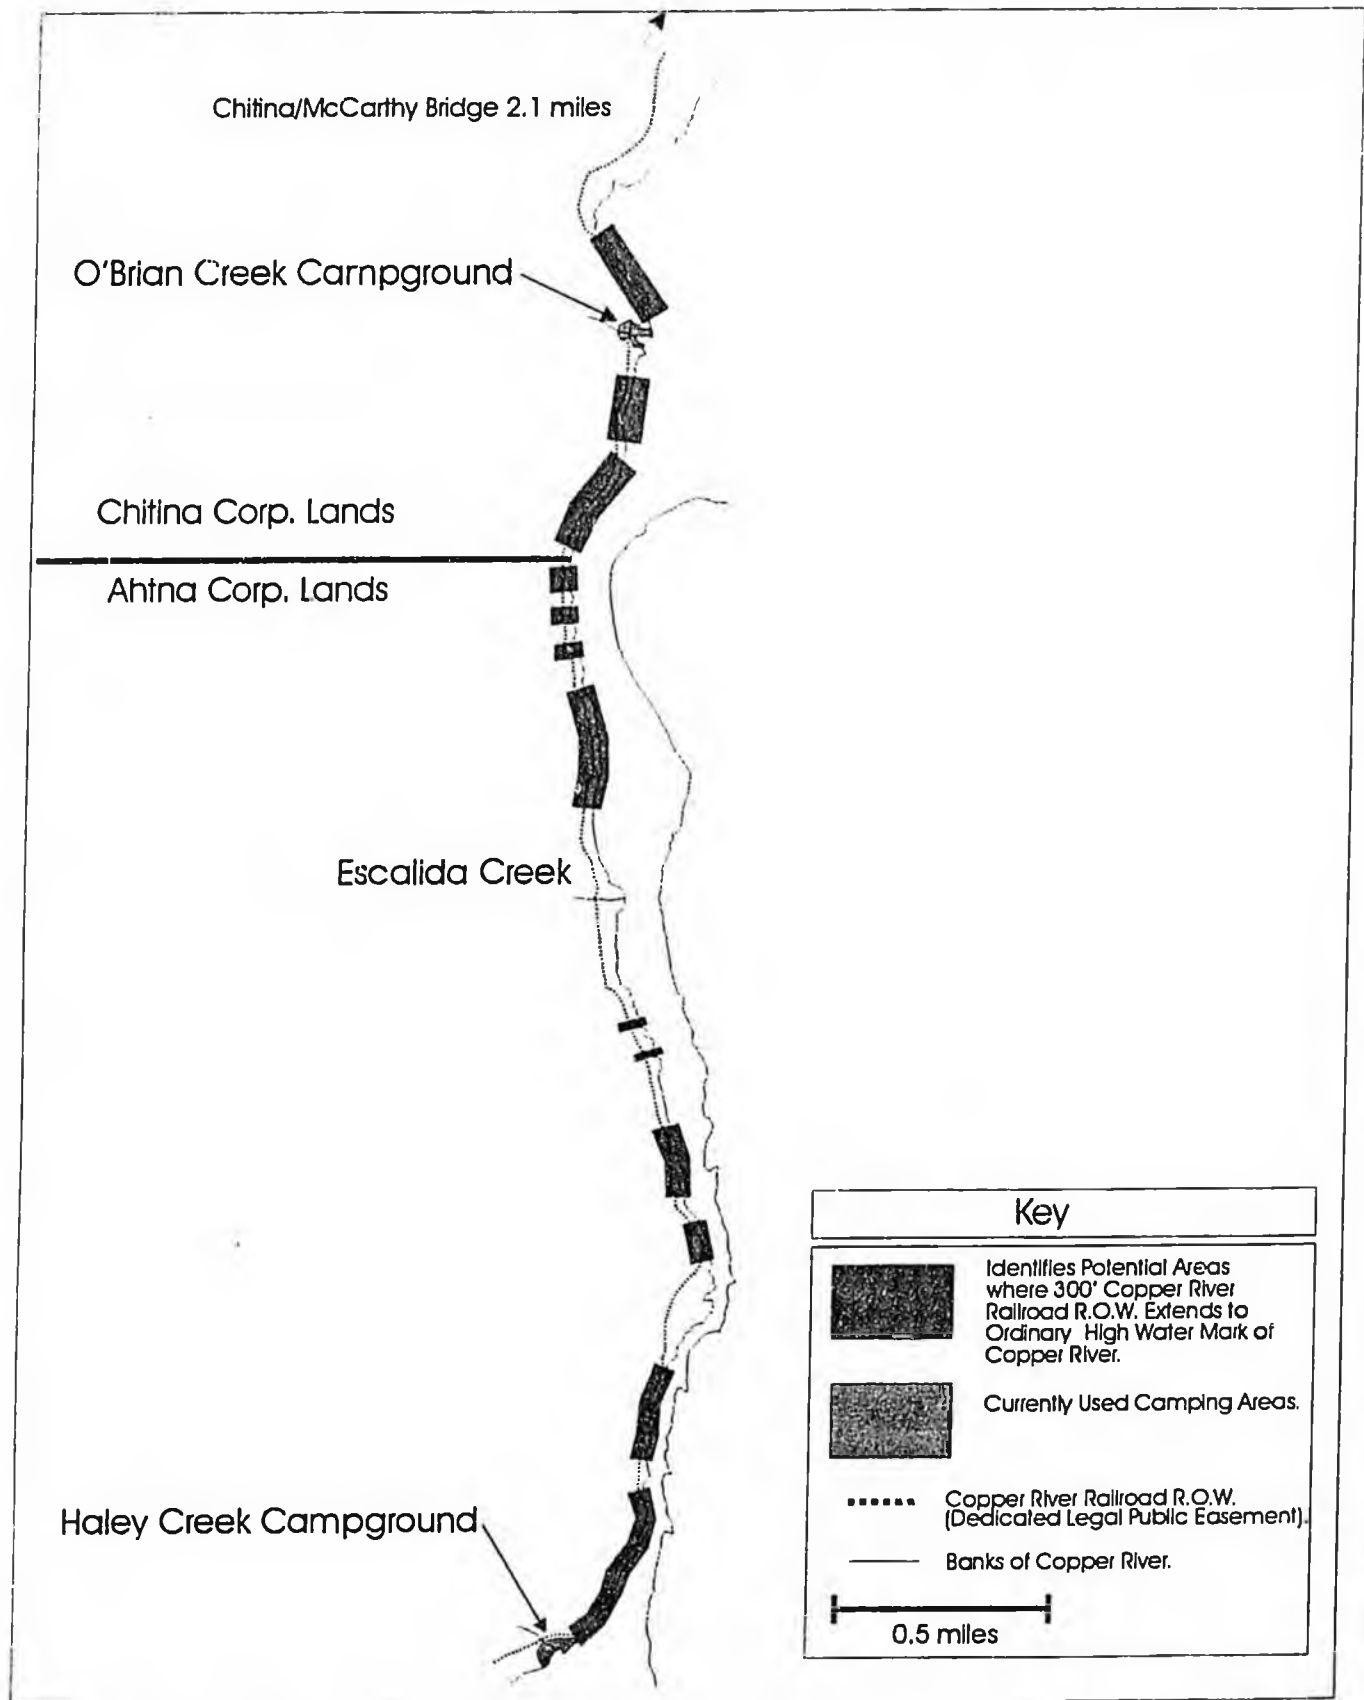 Chitina/McCarthy Bridge 2.1 miles
O'Brian Creek Campground
Chitina Corp. Lands
Ahtna Corp. Lands
Escalida Creek
Haley Creek Campground
Key
Identifies Potential Areas
where 300' Copper River
Railroad R.O.W. Extends to
Ordinary High Water Mark of
Copper River.
Currently Used Camping Areas.
Copper River Railroad R.O.W.
(Dedicated Legal Public Easement).
Banks of Copper River.
0.5 miles